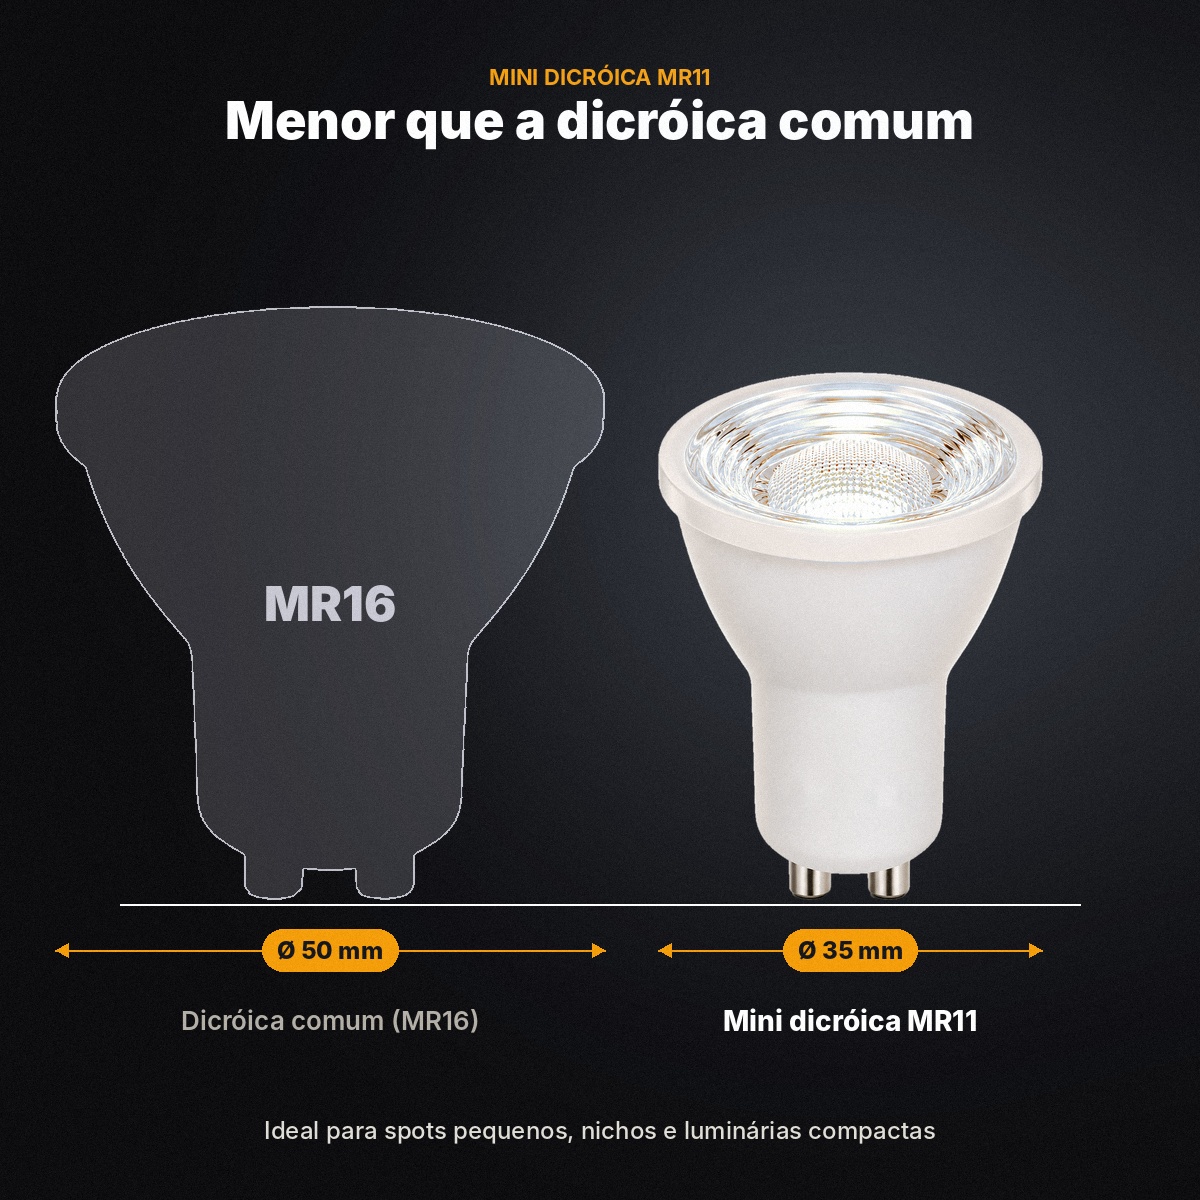 MINI DICRÓICA MR11
Menor que a dicróica comum
MR16
Ø 50 mm
Ø 35 mm
Dicróica comum (MR16)
Mini dicróica MR11
Ideal para spots pequenos, nichos e luminárias compactas